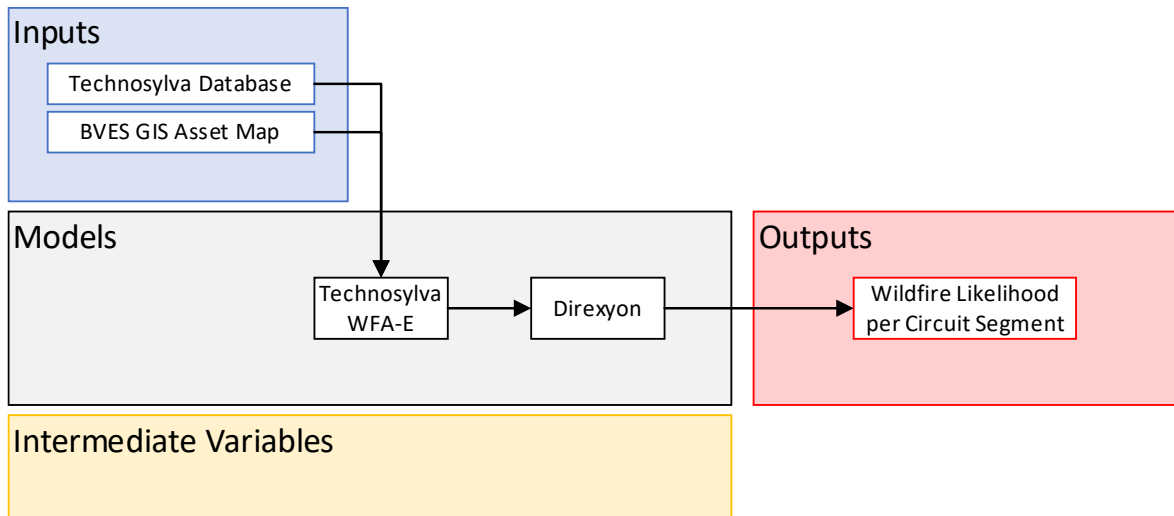 Inputs
Technosylva Database
BVES GIS Asset Map
Models
Technosylva
WFA-E
Direxyon
Outputs
Wildfire Likelihood
per Circuit Segment
Intermediate Variables